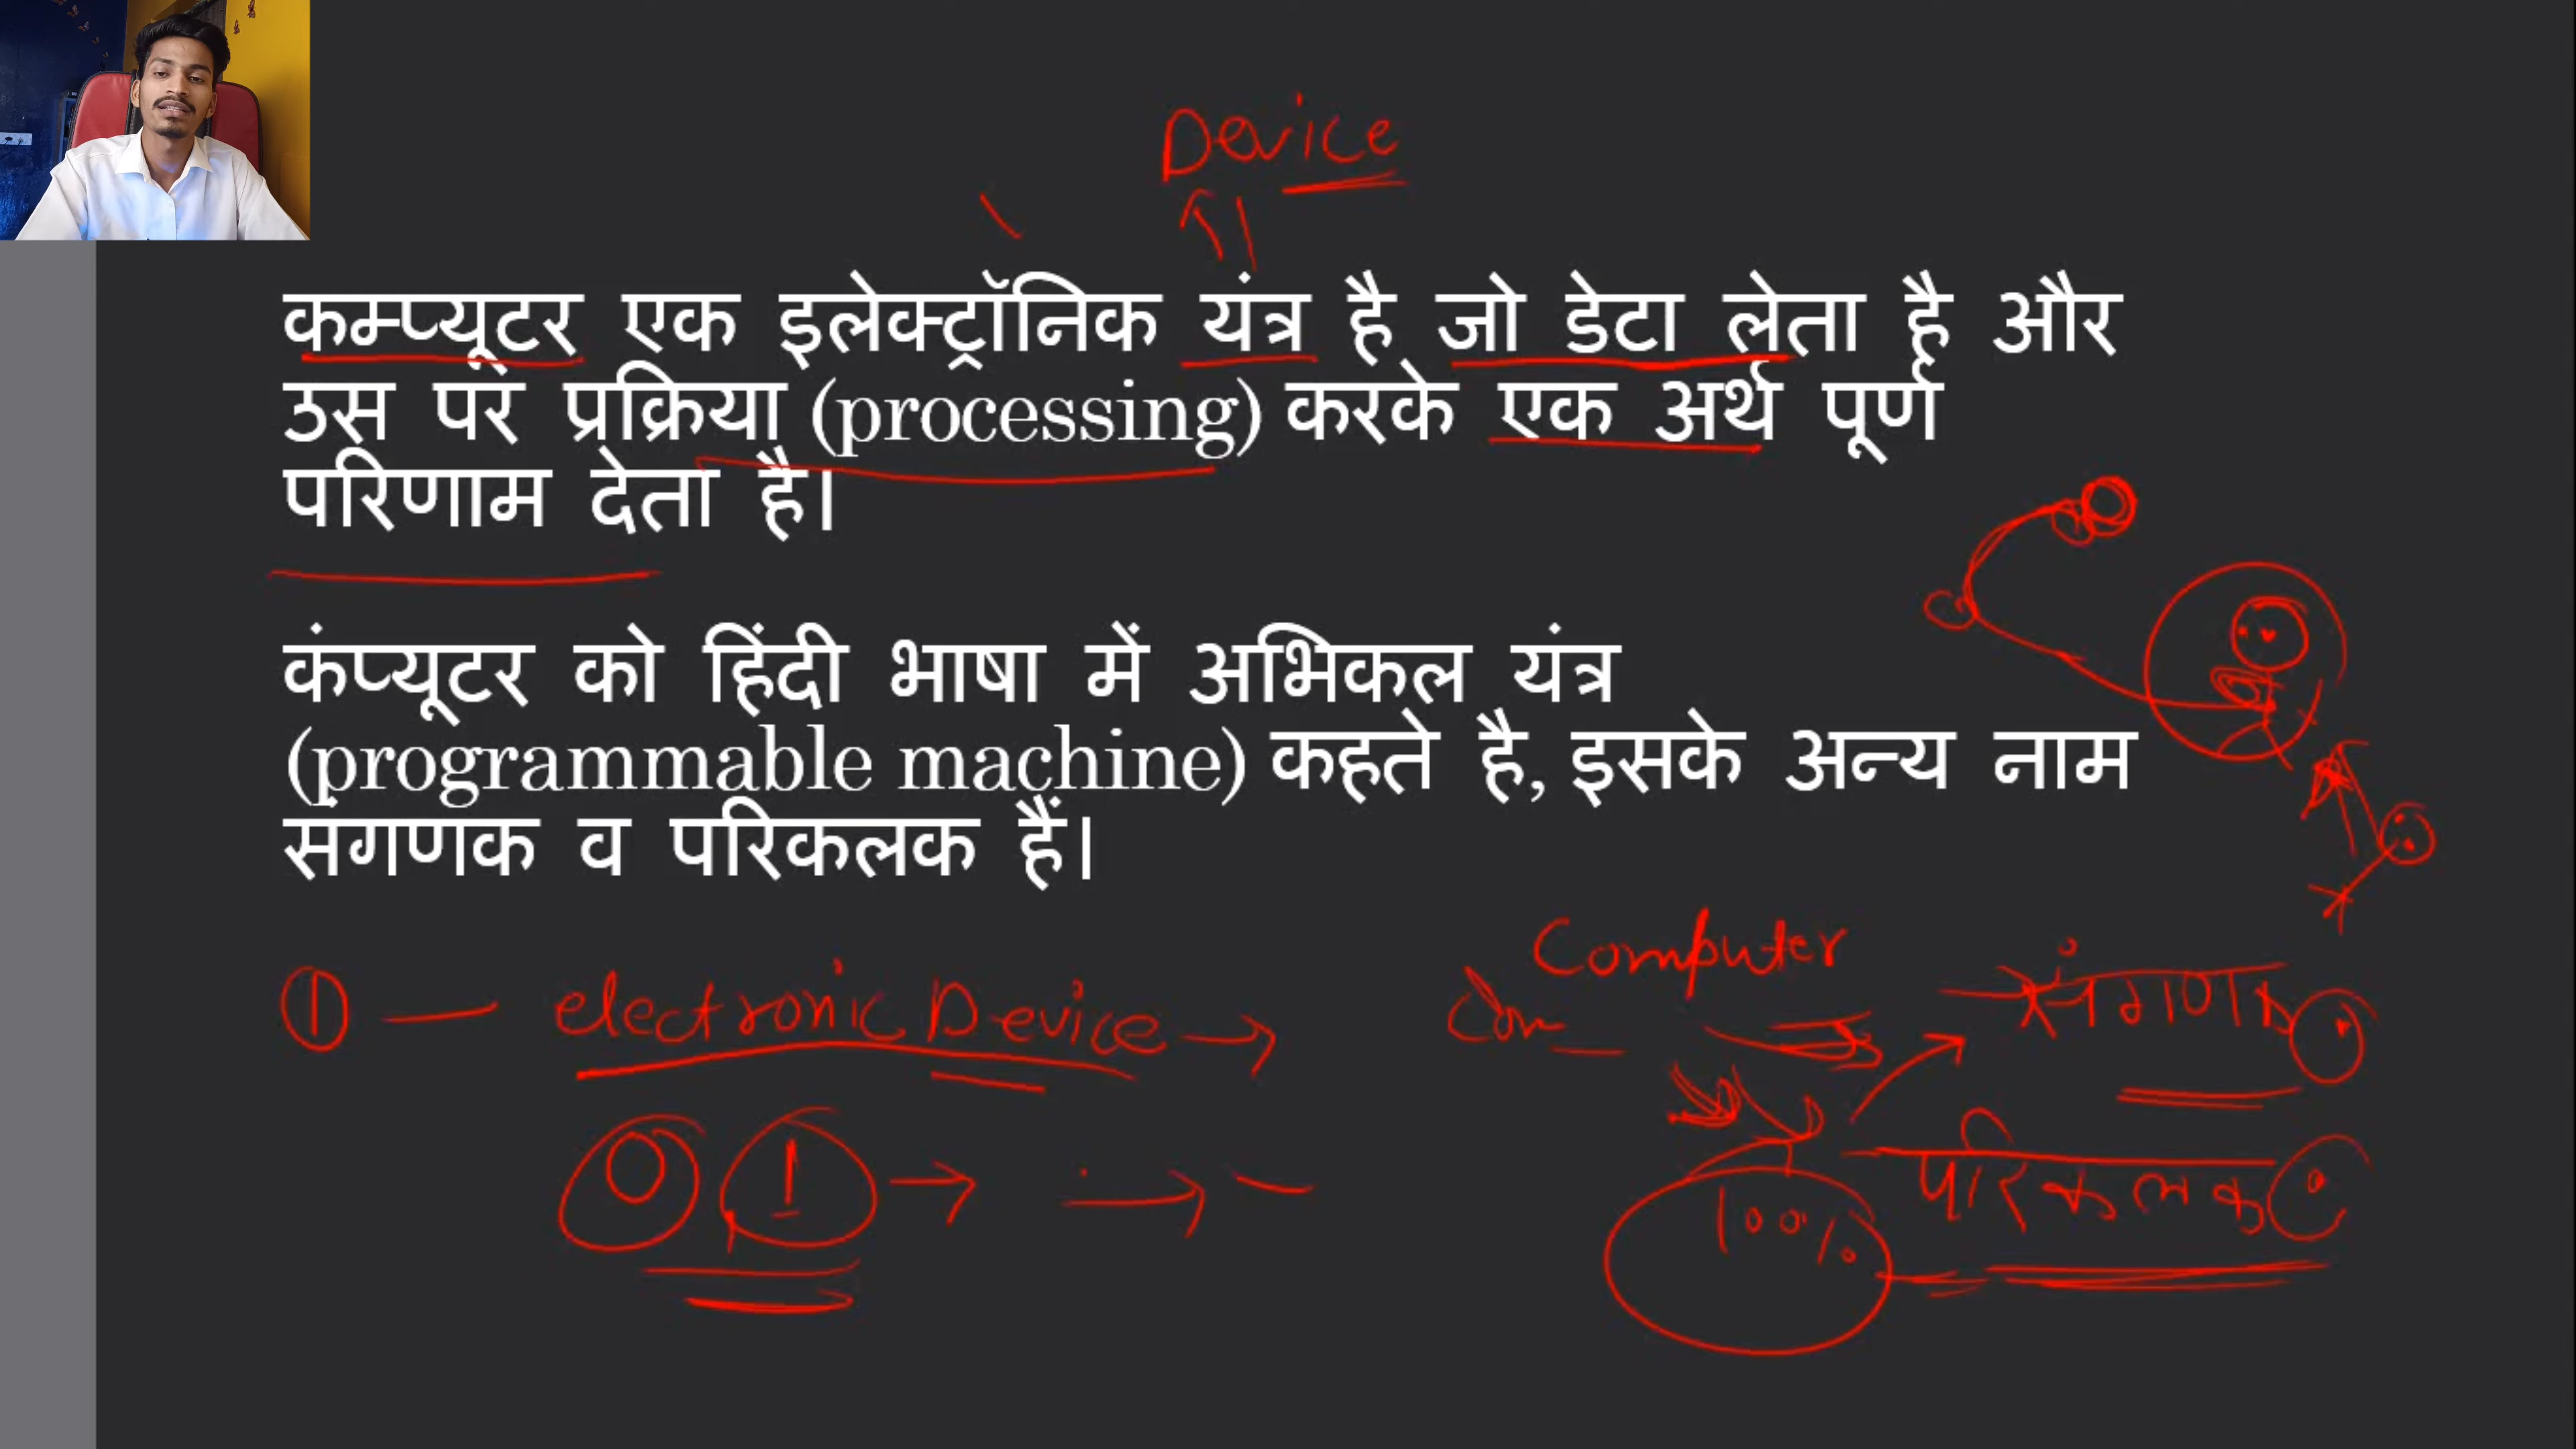 Device
कम्प्यूटर एक इलेक्ट्रॉनिक यंत्र है जो डेटा लेता है और
उस पर प्रक्रिया (processing) करके एक अर्थ पूर्ण
परिणाम देता है।
कंप्यूटर को हिंदी भाषा में अभिकल यंत्र
(programmable machine) कहते है, इसके अन्य नाम
संगणक व परिकलक हैं।
Computer
① — electronic Device → Com संगणक
0 1 → → 100% परिकलक